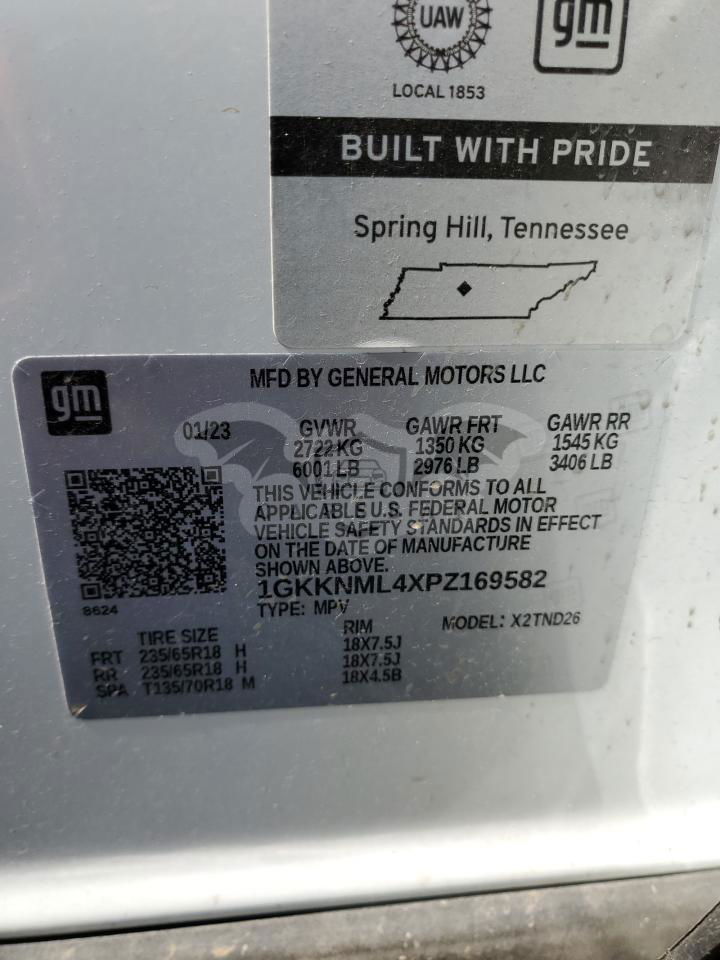 UAW
gm
LOCAL 1853
BUILT WITH PRIDE
Spring Hill, Tennessee
gm
MFD BY GENERAL MOTORS LLC
01/23 GVWR GAWR FRT GAWR RR
2722 KG 1350 KG 1545 KG
6001 LB 2976 LB 3406 LB
THIS VEHICLE CONFORMS TO ALL
APPLICABLE U.S. FEDERAL MOTOR
VEHICLE SAFETY STANDARDS IN EFFECT
ON THE DATE OF MANUFACTURE
SHOWN ABOVE.
1GKKNML4XPZ169582
8624
TYPE: MPV MODEL: X2TND26
TIRE SIZE RIM
FRT 235/65R18 H 18X7.5J
RR 235/65R18 H 18X7.5J
SPA T135/70R18 M 18X4.5B